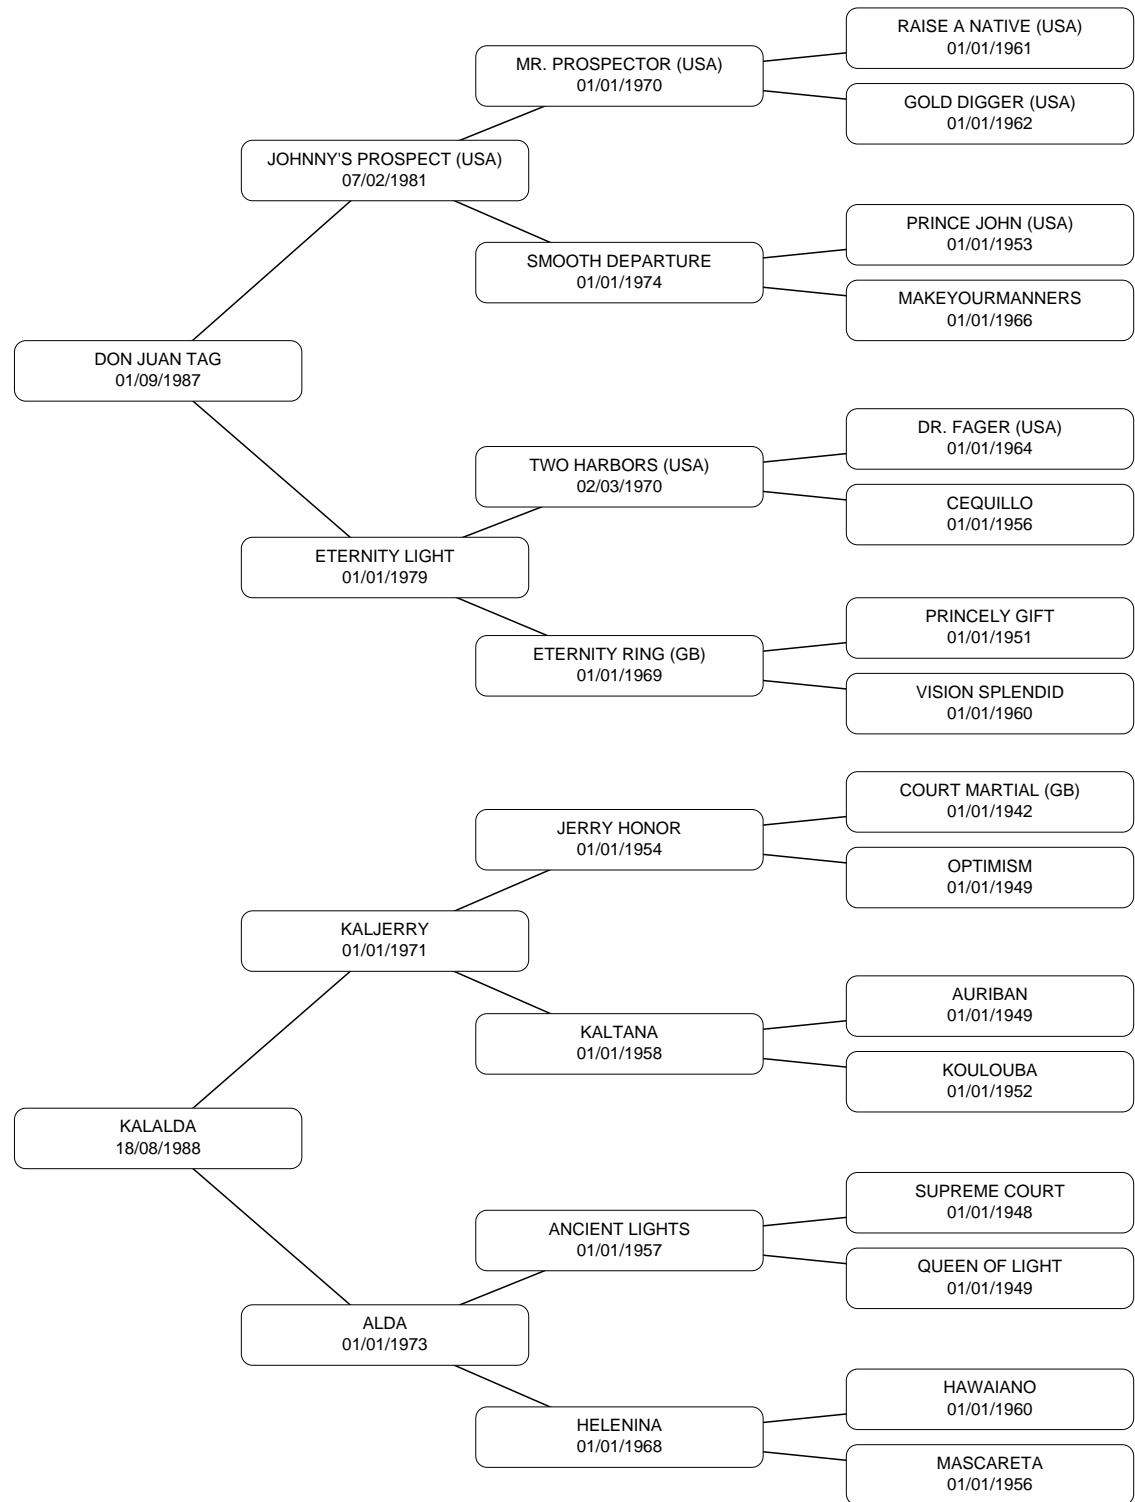 RAISE A NATIVE (USA)
01/01/1961
MR. PROSPECTOR (USA)
01/01/1970
GOLD DIGGER (USA)
01/01/1962
JOHNNY'S PROSPECT (USA)
07/02/1981
PRINCE JOHN (USA)
01/01/1953
SMOOTH DEPARTURE
01/01/1974
MAKEYOURMANNERS
01/01/1966
DON JUAN TAG
01/09/1987
DR. FAGER (USA)
01/01/1964
TWO HARBORS (USA)
02/03/1970
CEQUILLO
01/01/1956
ETERNITY LIGHT
01/01/1979
PRINCELY GIFT
01/01/1951
ETERNITY RING (GB)
01/01/1969
VISION SPLENDID
01/01/1960
COURT MARTIAL (GB)
01/01/1942
JERRY HONOR
01/01/1954
OPTIMISM
01/01/1949
KALJERRY
01/01/1971
AURIBAN
01/01/1949
KALTANA
01/01/1958
KOULOUBA
01/01/1952
KALALDA
18/08/1988
SUPREME COURT
01/01/1948
ANCIENT LIGHTS
01/01/1957
QUEEN OF LIGHT
01/01/1949
ALDA
01/01/1973
HAWAIANO
01/01/1960
HELENINA
01/01/1968
MASCARETA
01/01/1956